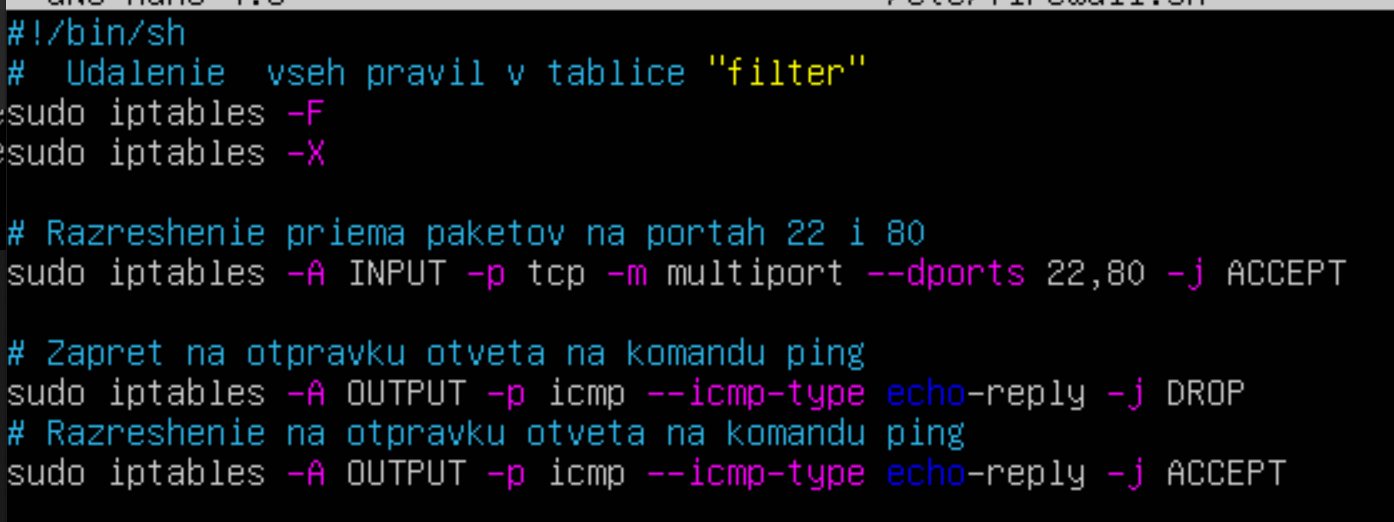 #!/bin/sh
#  Udalenie  vseh pravil v tablice "filter"
sudo iptables -F
sudo iptables -X
# Razreshenie priema paketov na portah 22 i 80
sudo iptables -A INPUT -p tcp -m multiport --dports 22,80 -j ACCEPT
# Zapret na otpravku otveta na komandu ping
sudo iptables -A OUTPUT -p icmp --icmp-type echo-reply -j DROP
# Razreshenie na otpravku otveta na komandu ping
sudo iptables -A OUTPUT -p icmp --icmp-type echo-reply -j ACCEPT